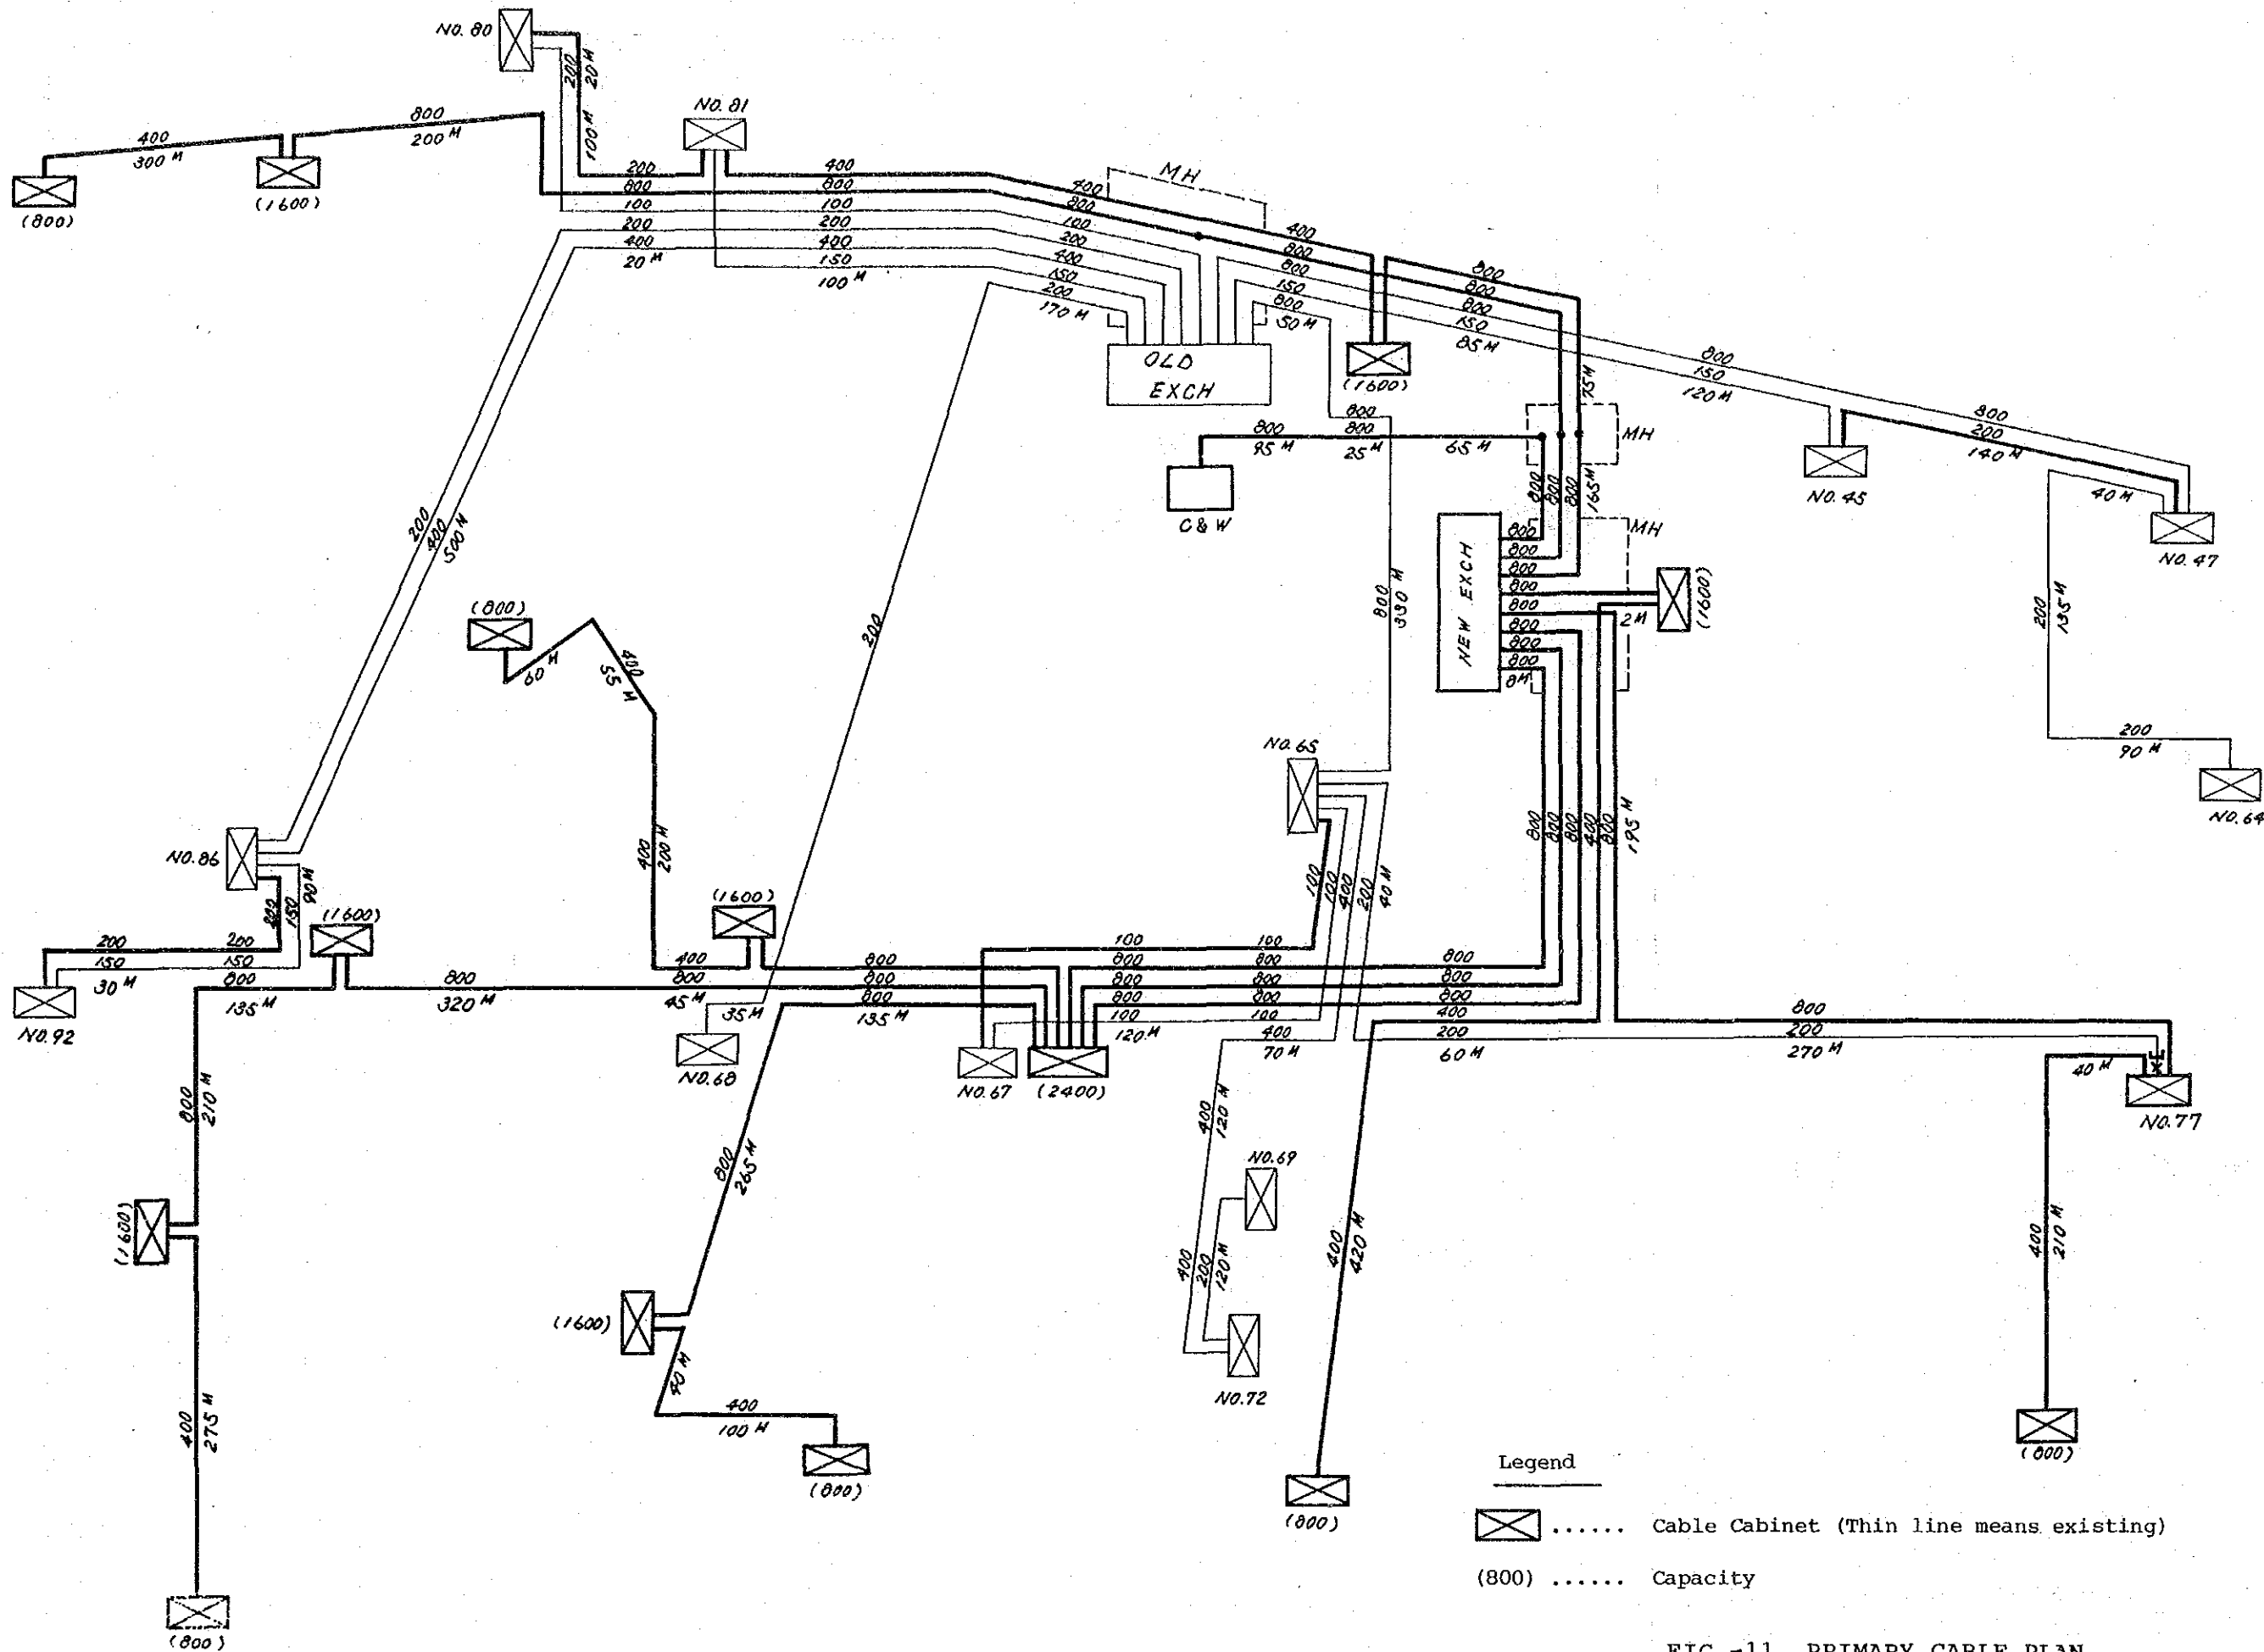 NO. 80
200
20 M
100 M
NO. 81
800
200 M
400
300 M
(800)
(1600)
200
400
800
800
100
100
200
200
400
400
20 M
150
100 M
MH
400
800
100
200
400
150
200
170 M
400
800
800
150
800
50 M
OLD
EXCH
(1600)
800
800
800
150
85 M
75 M
800
150
120 M
800
200
140 M
NO. 45
40 M
NO. 47
MH
800
95 M
800
25 M
65 M
C & W
800
800
800
165 M
MH
NEW EXCH
800
800
800
800
800
800
800
800
8 M
2 M
(1600)
200
135 M
200
90 M
NO. 64
200
400
500 M
(800)
60 M
400
55 M
200
800
330 M
NO. 65
100
100
400
200
40 M
800
800
800
400
800
195 M
NO. 86
200
150
90 M
(1600)
400
200 M
(1600)
200
200
150
150
30 M
NO. 92
800
135 M
800
320 M
400
800
45 M
35 M
NO. 68
800
800
800
135 M
100
100
800
800
800
800
800
800
800
800
800
100
100
400
120 M
400
70 M
200
60 M
NO. 67
(2400)
800
200
270 M
40 M
NO. 77
800
210 M
(1600)
400
275 M
(800)
800
265 M
(1600)
40 M
400
100 M
(800)
400
120 M
NO. 69
400
200
120 M
NO. 72
400
420 M
(800)
400
210 M
(800)
Legend
...... Cable Cabinet (Thin line means existing)
(800) ...... Capacity
FIG.-11 PRIMARY CABLE PLAN